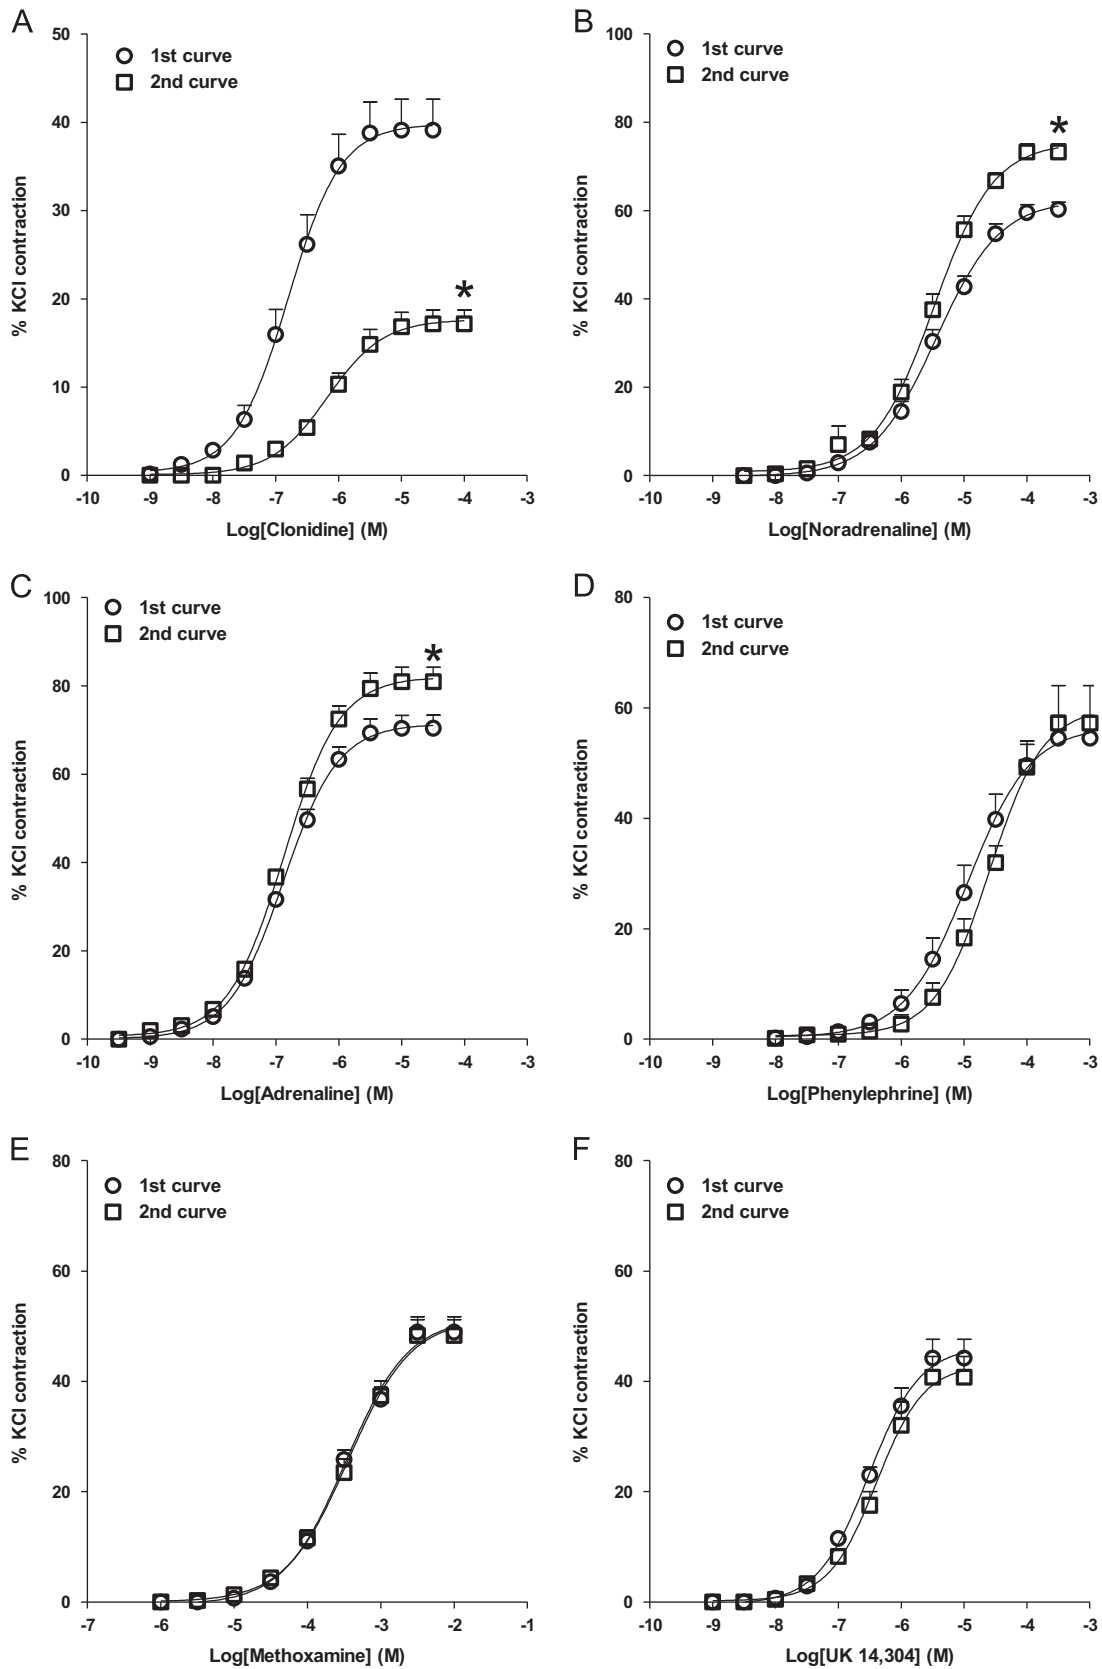 A
50
40
30
20
10
0
% KCl contraction
1st curve
2nd curve
*
-10 -9 -8 -7 -6 -5 -4 -3
Log[Clonidine] (M)
B
100
80
60
40
20
0
% KCl contraction
1st curve
2nd curve
*
-10 -9 -8 -7 -6 -5 -4 -3
Log[Noradrenaline] (M)
C
100
80
60
40
20
0
% KCl contraction
1st curve
2nd curve
*
-10 -9 -8 -7 -6 -5 -4 -3
Log[Adrenaline] (M)
D
80
60
40
20
0
% KCl contraction
1st curve
2nd curve
-10 -9 -8 -7 -6 -5 -4 -3
Log[Phenylephrine] (M)
E
80
60
40
20
0
% KCl contraction
1st curve
2nd curve
-7 -6 -5 -4 -3 -2 -1
Log[Methoxamine] (M)
F
80
60
40
20
0
% KCl contraction
1st curve
2nd curve
-10 -9 -8 -7 -6 -5 -4 -3
Log[UK 14,304] (M)